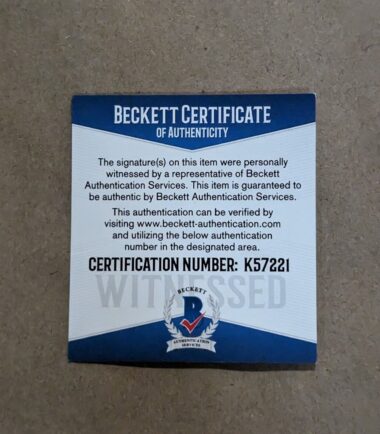 BECKETT CERTIFICATE
OF AUTHENTICITY
The signature(s) on this item were personally
witnessed by a representative of Beckett
Authentication Services. This item is guaranteed to
be authentic by Beckett Authentication Services.
This authentication can be verified by
visiting www.beckett-authentication.com
and utilizing the below authentication
number in the designated area.
CERTIFICATION NUMBER: K57221
WITNESSED
BECKETT
B
AUTHENTICATION
SERVICES